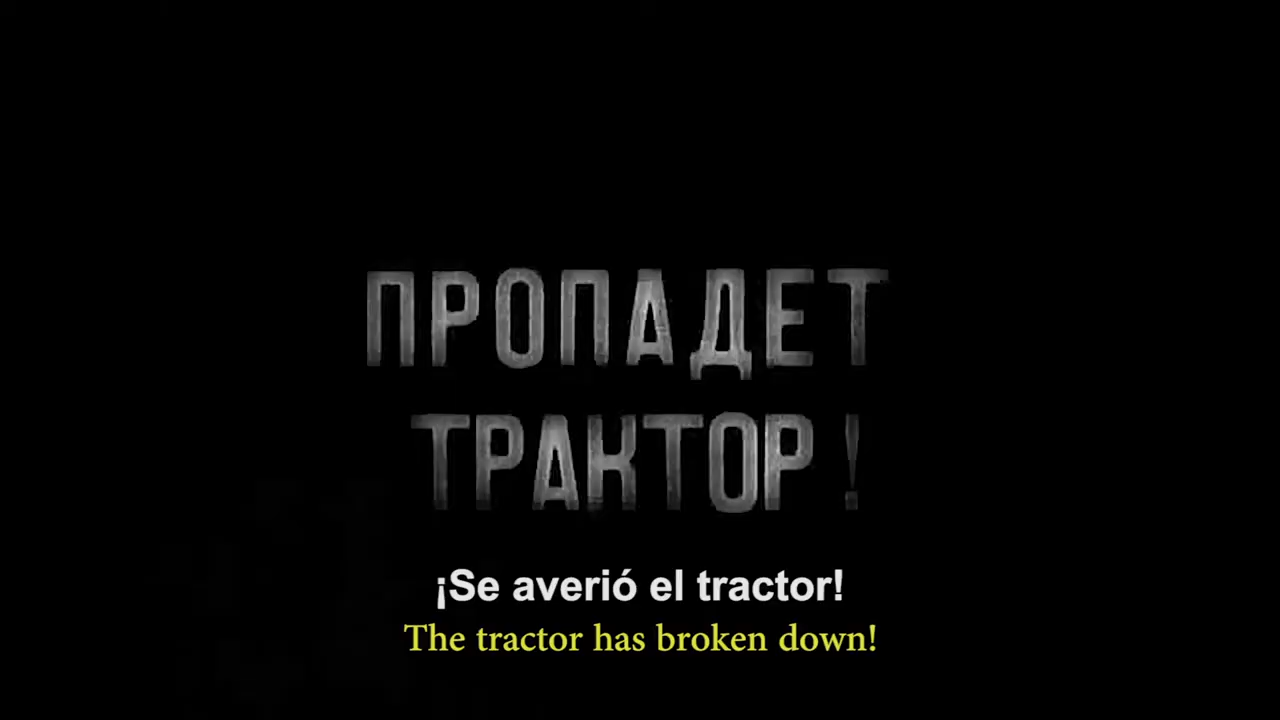 ПРОПАДЕТ
ТРАКТОР!
¡Se averió el tractor!
The tractor has broken down!